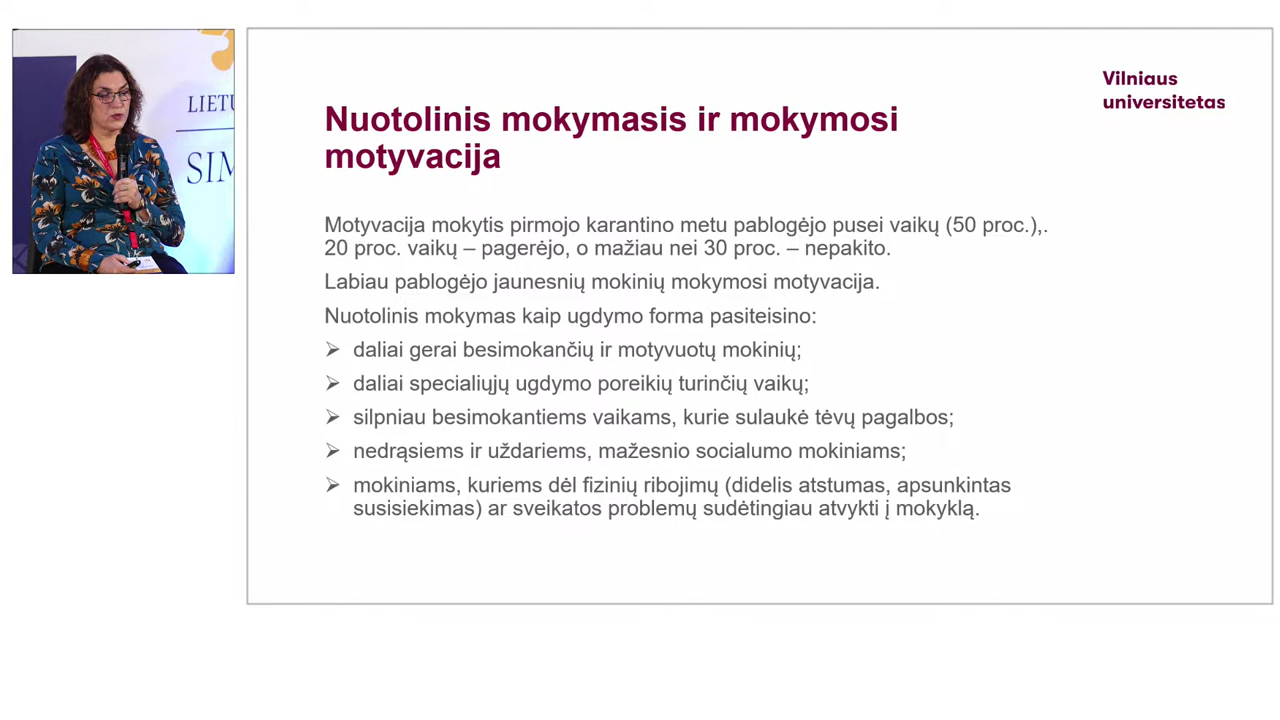 LIETU
SIM
Vilniaus
universitetas
Nuotolinis mokymasis ir mokymosi
motyvacija
Motyvacija mokytis pirmojo karantino metu pablogėjo pusei vaikų (50 proc.),.
20 proc. vaikų – pagerėjo, o mažiau nei 30 proc. – nepakito.
Labiau pablogėjo jaunesnių mokinių mokymosi motyvacija.
Nuotolinis mokymas kaip ugdymo forma pasiteisino:
➢ daliai gerai besimokančių ir motyvuotų mokinių;
➢ daliai specialiųjų ugdymo poreikių turinčių vaikų;
➢ silpniau besimokantiems vaikams, kurie sulaukė tėvų pagalbos;
➢ nedrąsiems ir uždariems, mažesnio socialumo mokiniams;
➢ mokiniams, kuriems dėl fizinių ribojimų (didelis atstumas, apsunkintas
susisiekimas) ar sveikatos problemų sudėtingiau atvykti į mokyklą.